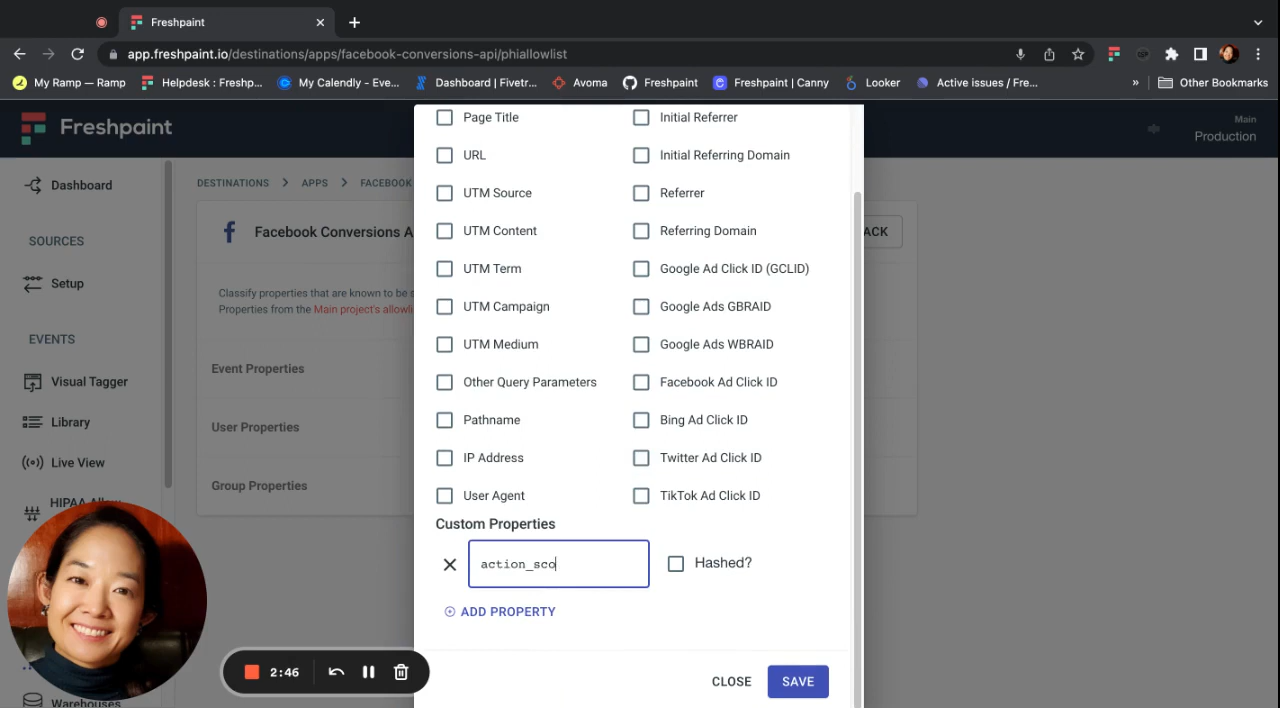 Freshpaint
app.freshpaint.io/destinations/apps/facebook-conversions-api/phiallowlist
My Ramp — Ramp
Helpdesk : Freshp...
My Calendly - Eve...
Dashboard | Fivetr...
Avoma
Freshpaint
Freshpaint | Canny
Looker
Active issues / Fre...
»
Other Bookmarks
Freshpaint
Main
Production
Dashboard
SOURCES
Setup
EVENTS
Visual Tagger
Library
Live View
HIPAA Allow
Warehouses
DESTINATIONS > APPS > FACEBOOK
Facebook Conversions A
ACK
Classify properties that are known to be s
Properties from the Main project's allowli
Event Properties
User Properties
Group Properties
Page Title
URL
UTM Source
UTM Content
UTM Term
UTM Campaign
UTM Medium
Other Query Parameters
Pathname
IP Address
User Agent
Initial Referrer
Initial Referring Domain
Referrer
Referring Domain
Google Ad Click ID (GCLID)
Google Ads GBRAID
Google Ads WBRAID
Facebook Ad Click ID
Bing Ad Click ID
Twitter Ad Click ID
TikTok Ad Click ID
Custom Properties
action_sco
Hashed?
ADD PROPERTY
CLOSE
SAVE
2:46